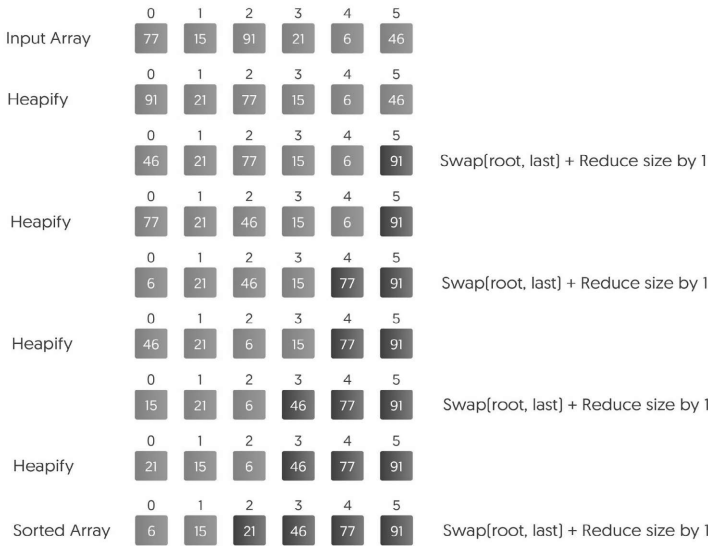 0 1 2 3 4 5
Input Array 77 15 91 21 6 46
0 1 2 3 4 5
Heapify 91 21 77 15 6 46
0 1 2 3 4 5
46 21 77 15 6 91 Swap(root, last) + Reduce size by 1
0 1 2 3 4 5
Heapify 77 21 46 15 6 91
0 1 2 3 4 5
6 21 46 15 77 91 Swap(root, last) + Reduce size by 1
0 1 2 3 4 5
Heapify 46 21 6 15 77 91
0 1 2 3 4 5
15 21 6 46 77 91 Swap(root, last) + Reduce size by 1
0 1 2 3 4 5
Heapify 21 15 6 46 77 91
0 1 2 3 4 5
Sorted Array 6 15 21 46 77 91 Swap(root, last) + Reduce size by 1